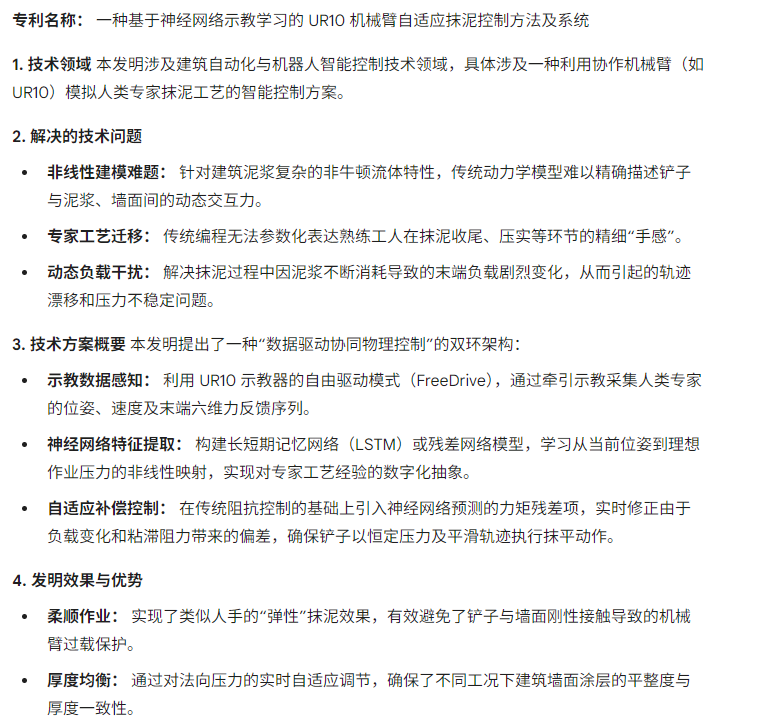 专利名称： 一种基于神经网络示教学习的 UR10 机械臂自适应抹泥控制方法及系统
1. 技术领域 本发明涉及建筑自动化与机器人智能控制技术领域，具体涉及一种利用协作机械臂（如
UR10）模拟人类专家抹泥工艺的智能控制方案。
2. 解决的技术问题
• 非线性建模难题： 针对建筑泥浆复杂的非牛顿流体特性，传统动力学模型难以精确描述铲子
与泥浆、墙面间的动态交互力。
• 专家工艺迁移： 传统编程无法参数化表达熟练工人在抹泥收尾、压实等环节的精细“手感”。
• 动态负载干扰： 解决抹泥过程中因泥浆不断消耗导致的末端负载剧烈变化，从而引起的轨迹
漂移和压力不稳定问题。
3. 技术方案概要 本发明提出了一种“数据驱动协同物理控制”的双环架构：
• 示教数据感知： 利用 UR10 示教器的自由驱动模式（FreeDrive），通过牵引示教采集人类专家
的位姿、速度及末端六维力反馈序列。
• 神经网络特征提取： 构建长短期记忆网络（LSTM）或残差网络模型，学习从当前位姿到理想
作业压力的非线性映射，实现对专家工艺经验的数字化抽象。
• 自适应补偿控制： 在传统阻抗控制的基础上引入神经网络预测的力矩残差项，实时修正由于
负载变化和粘滞阻力带来的偏差，确保铲子以恒定压力及平滑轨迹执行抹平动作。
4. 发明效果与优势
• 柔顺作业： 实现了类似人手的“弹性”抹泥效果，有效避免了铲子与墙面刚性接触导致的机械
臂过载保护。
• 厚度均衡： 通过对法向压力的实时自适应调节，确保了不同工况下建筑墙面涂层的平整度与
厚度一致性。